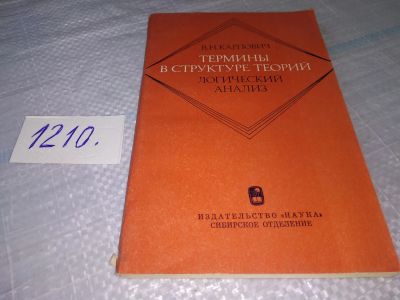 В.Н.КАРПОВИЧ
ТЕРМИНЫ
В СТРУКТУРЕ ТЕОРИЙ
ЛОГИЧЕСКИЙ
АНАЛИЗ
ИЗДАТЕЛЬСТВО «НАУКА»
СИБИРСКОЕ ОТДЕЛЕНИЕ
1210.